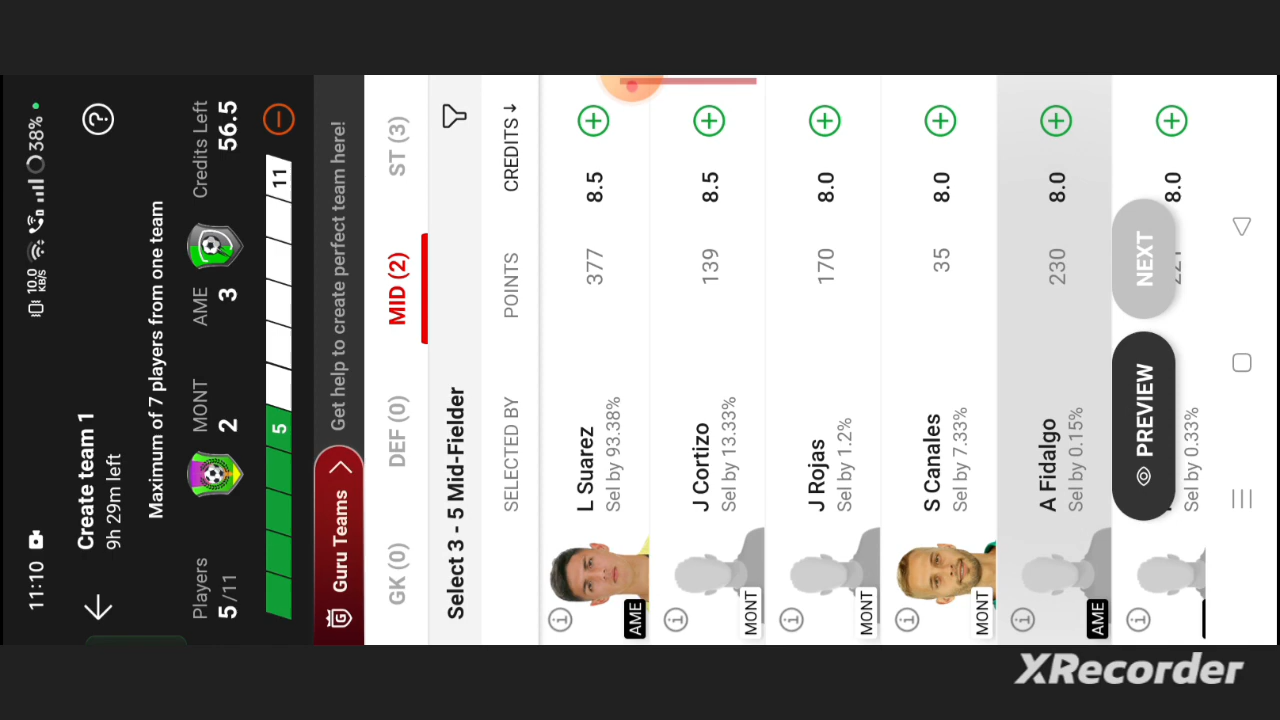 11:10
10.0 KB/S
38%
Create team 1
9h 29m left
Maximum of 7 players from one team
Players
5 /11
MONT
2
AME
3
Credits Left
56.5
5
11
Guru Teams
Get help to create perfect team here!
GK (0)
DEF (0)
MID (2)
ST (3)
Select 3 - 5 Mid-Fielder
SELECTED BY
POINTS
CREDITS
L Suarez
Sel by 93.38%
377
8.5
AME
J Cortizo
Sel by 13.33%
139
8.5
MONT
J Rojas
Sel by 1.2%
170
8.0
MONT
S Canales
Sel by 7.33%
35
8.0
MONT
A Fidalgo
Sel by 0.15%
230
8.0
AME
Sel by 0.33%
8.0
PREVIEW
NEXT
XRecorder